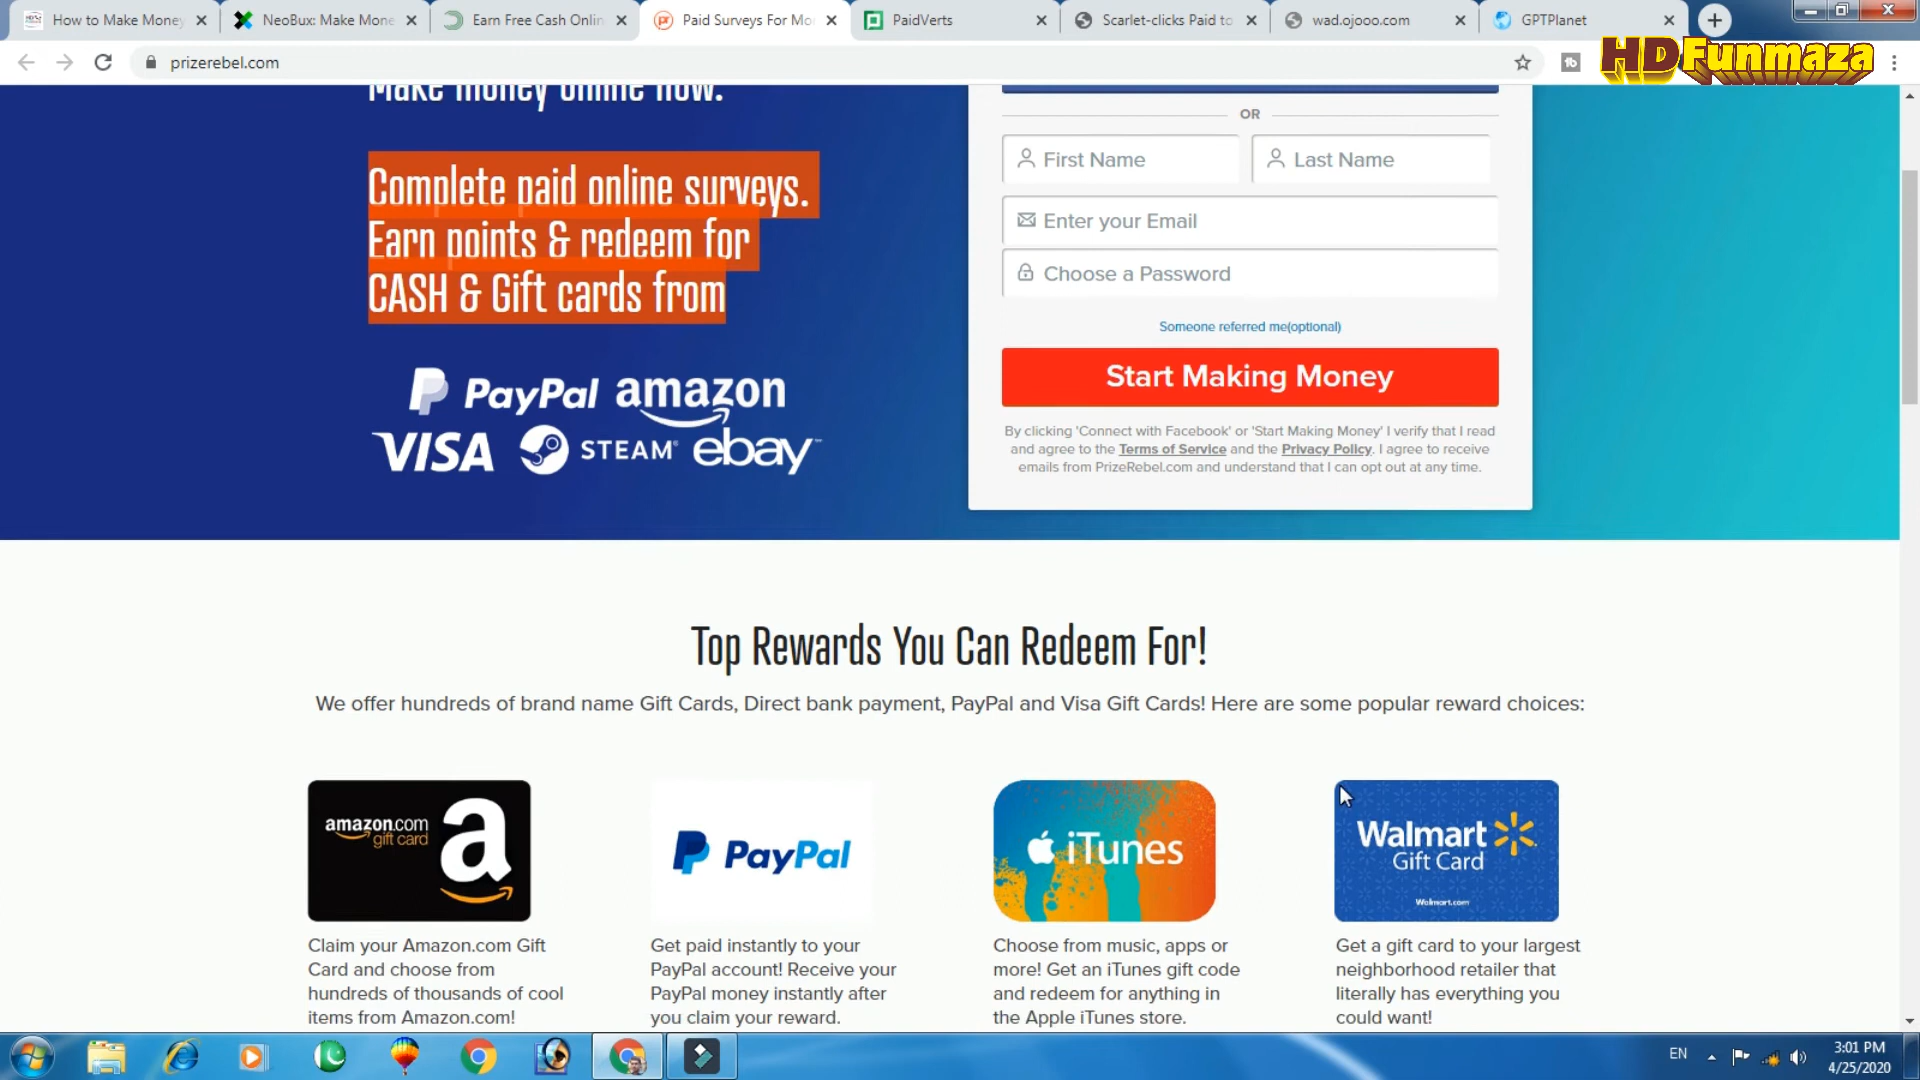 How to Make Money
NeoBux: Make Mone
Earn Free Cash Onlin
Paid Surveys For Mo
PaidVerts
Scarlet-clicks Paid to
wad.ojooo.com
GPTPlanet
prizerebel.com
HDFunmaza
Make money online now.
Complete paid online surveys.
Earn points & redeem for
CASH & Gift cards from
PayPal amazon
VISA STEAM ebay
OR
First Name
Last Name
Enter your Email
Choose a Password
Someone referred me(optional)
Start Making Money
By clicking 'Connect with Facebook' or 'Start Making Money' I verify that I read
and agree to the Terms of Service and the Privacy Policy. I agree to receive
emails from PrizeRebel.com and understand that I can opt out at any time.
Top Rewards You Can Redeem For!
We offer hundreds of brand name Gift Cards, Direct bank payment, PayPal and Visa Gift Cards! Here are some popular reward choices:
amazon.com
gift card
a
Claim your Amazon.com Gift
Card and choose from
hundreds of thousands of cool
items from Amazon.com!
PayPal
Get paid instantly to your
PayPal account! Receive your
PayPal money instantly after
you claim your reward.
iTunes
Choose from music, apps or
more! Get an iTunes gift code
and redeem for anything in
the Apple iTunes store.
Walmart
Gift Card
Walmart.com
Get a gift card to your largest
neighborhood retailer that
literally has everything you
could want!
EN
3:01 PM
4/25/2020